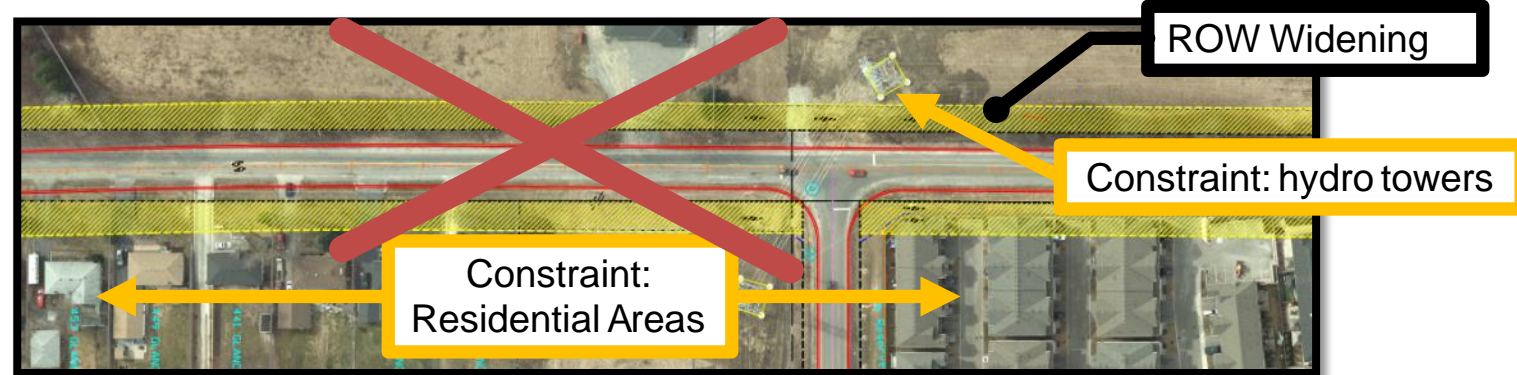 ROW Widening
Constraint: hydro towers
Constraint:
Residential Areas